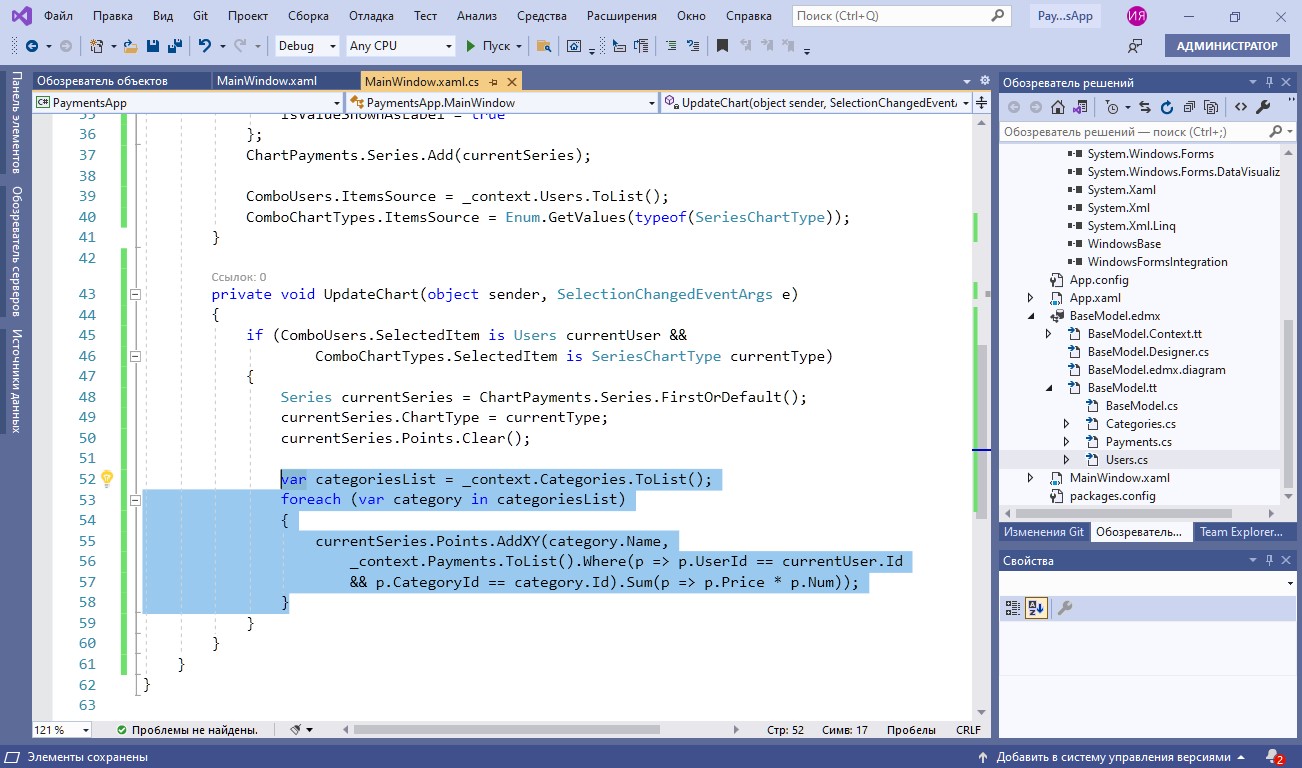 Файл Правка Вид Git Проект Сборка Отладка Тест Анализ Средства Расширения Окно Справка Поиск (Ctrl+Q) Pay...sApp ИЯ
Debug Any CPU Пуск АДМИНИСТРАТОР
Панель элементов
Обозреватель серверов
Источники данных
Обозреватель объектов MainWindow.xaml MainWindow.xaml.cs
PaymentsApp PaymentsApp.MainWindow UpdateChart(object sender, SelectionChangedEventA
35 IsValueShownAsLabel = true
36 };
37 ChartPayments.Series.Add(currentSeries);
38
39 ComboUsers.ItemsSource = _context.Users.ToList();
40 ComboChartTypes.ItemsSource = Enum.GetValues(typeof(SeriesChartType));
41 }
42
Ссылок: 0
43 private void UpdateChart(object sender, SelectionChangedEventArgs e)
44 {
45 if (ComboUsers.SelectedItem is Users currentUser &&
46 ComboChartTypes.SelectedItem is SeriesChartType currentType)
47 {
48 Series currentSeries = ChartPayments.Series.FirstOrDefault();
49 currentSeries.ChartType = currentType;
50 currentSeries.Points.Clear();
51
52 var categoriesList = _context.Categories.ToList();
53 foreach (var category in categoriesList)
54 {
55 currentSeries.Points.AddXY(category.Name,
56 _context.Payments.ToList().Where(p => p.UserId == currentUser.Id
57 && p.CategoryId == category.Id).Sum(p => p.Price * p.Num));
58 }
59 }
60 }
61 }
62 }
63
121 % Проблемы не найдены. Стр: 52 Симв: 17 Пробелы CRLF
Обозреватель решений
Обозреватель решений — поиск (Ctrl+;)
System.Windows.Forms
System.Windows.Forms.DataVisualiz
System.Xaml
System.Xml
System.Xml.Linq
WindowsBase
WindowsFormsIntegration
App.config
App.xaml
BaseModel.edmx
BaseModel.Context.tt
BaseModel.Designer.cs
BaseModel.edmx.diagram
BaseModel.tt
BaseModel.cs
Categories.cs
Payments.cs
Users.cs
MainWindow.xaml
packages.config
Изменения Git Обозреватель... Team Explorer...
Свойства
Элементы сохранены Добавить в систему управления версиями 2